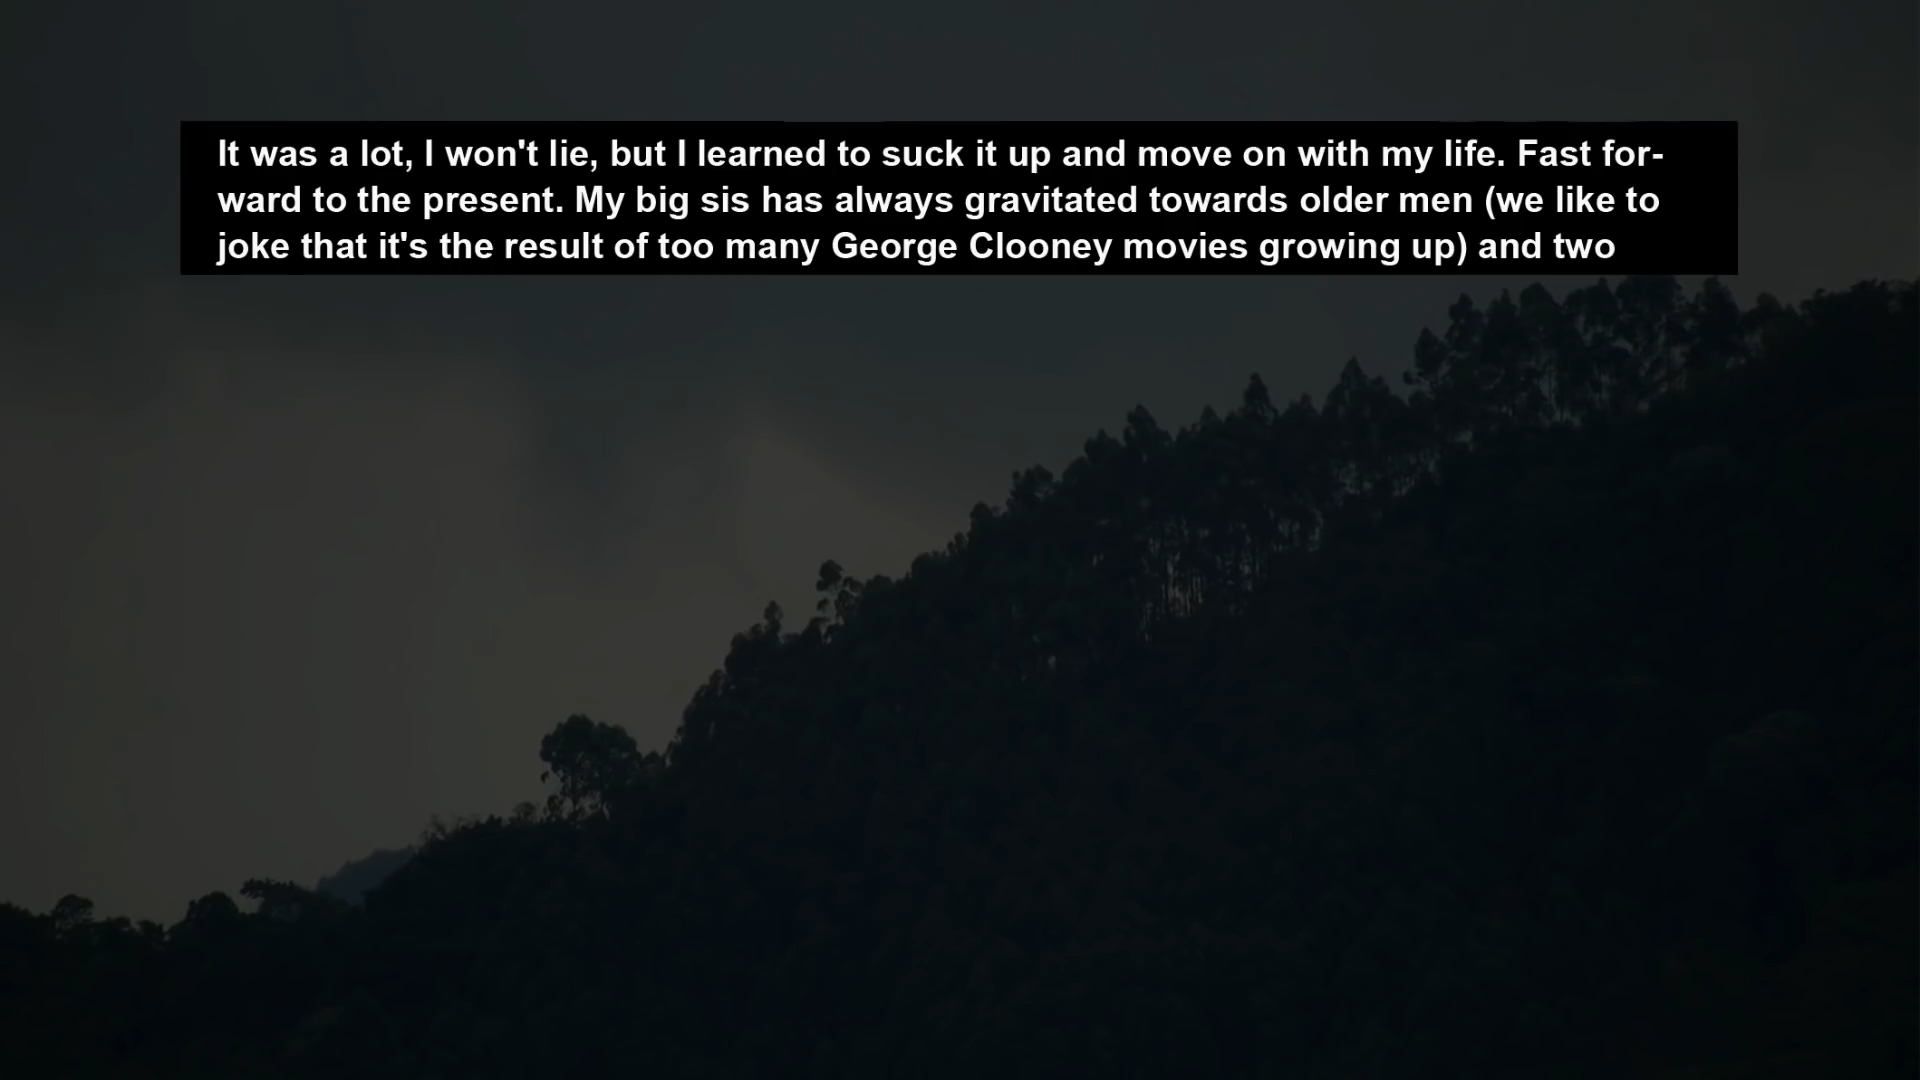 It was a lot, I won't lie, but I learned to suck it up and move on with my life. Fast for-
ward to the present. My big sis has always gravitated towards older men (we like to
joke that it's the result of too many George Clooney movies growing up) and two